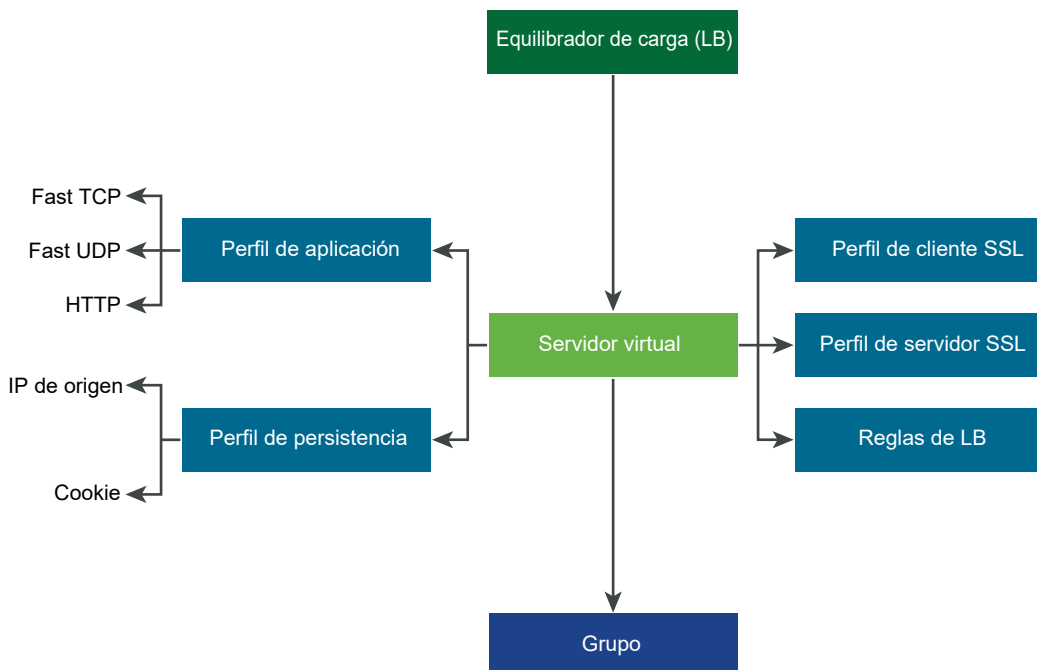 Equilibrador de carga (LB)
Fast TCP
Fast UDP
HTTP
Perfil de aplicación
IP de origen
Cookie
Perfil de persistencia
Servidor virtual
Perfil de cliente SSL
Perfil de servidor SSL
Reglas de LB
Grupo